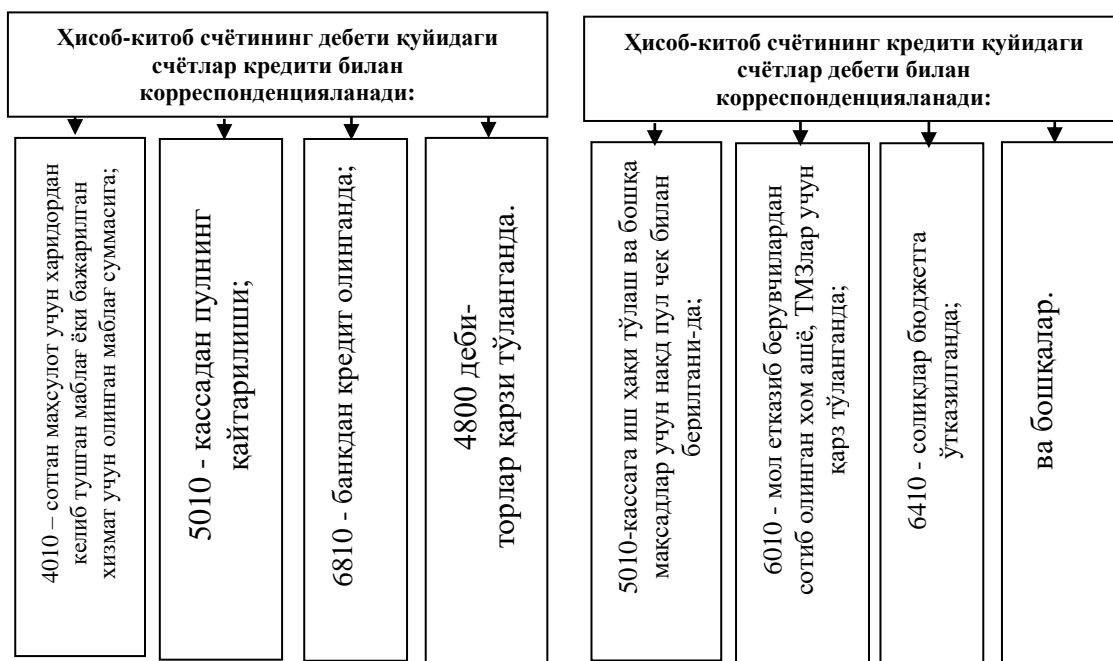 Ҳисоб-китоб счётининг дебети қуйидаги
счётлар кредити билан
корреспонденцияланади:
4010 – сотган маҳсулот учун харидордан
келиб тушган маблағ ёки бажарилган
хизмат учун олинган маблағ суммасига;
5010 - кассадан пулнинг
қайтарилиши;
6810 - банкдан кредит олинганда;
4800 деби-
торлар қарзи тўланганда.
Ҳисоб-китоб счётининг кредити қуйидаги
счётлар дебети билан
корреспонденцияланади:
5010-кассага иш ҳақи тўлаш ва бошқа
мақсадлар учун нақд пул чек билан
берилгани-да;
6010 - мол етказиб берувчилардан
сотиб олинган хом ашё, ТМЗлар учун
қарз тўланганда;
6410 - солиқлар бюджетга
ўтказилганда;
ва бошқалар.